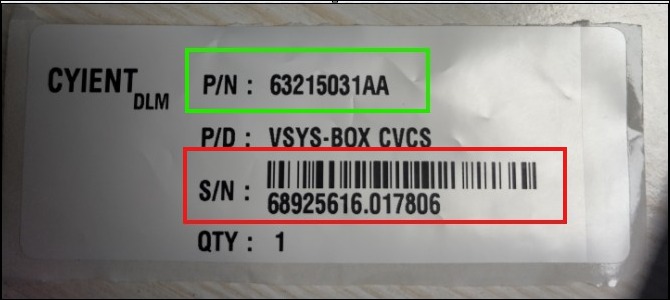 CYIENT
DLM
P/N : 63215031AA
P/D : VSYS-BOX CVCS
S/N :
68925616.017806
QTY : 1